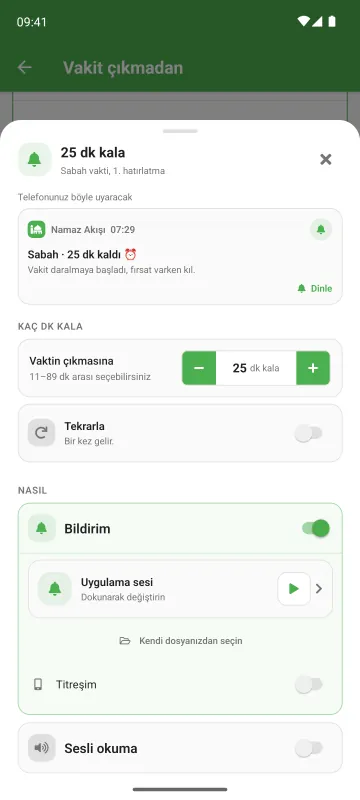 09:41
Vakit çıkmadan
25 dk kala
Sabah vakti, 1. hatırlatma
Telefonunuz böyle uyaracak
Namaz Akışı 07:29
Sabah · 25 dk kaldı ⏰
Vakit daralmaya başladı, fırsat varken kıl.
Dinle
KAÇ DK KALA
Vaktin çıkmasına
11–89 dk arası seçebilirsiniz
− 25 dk kala +
Tekrarla
Bir kez gelir.
NASIL
Bildirim
Uygulama sesi
Dokunarak değiştirin
Kendi dosyanızdan seçin
Titreşim
Sesli okuma